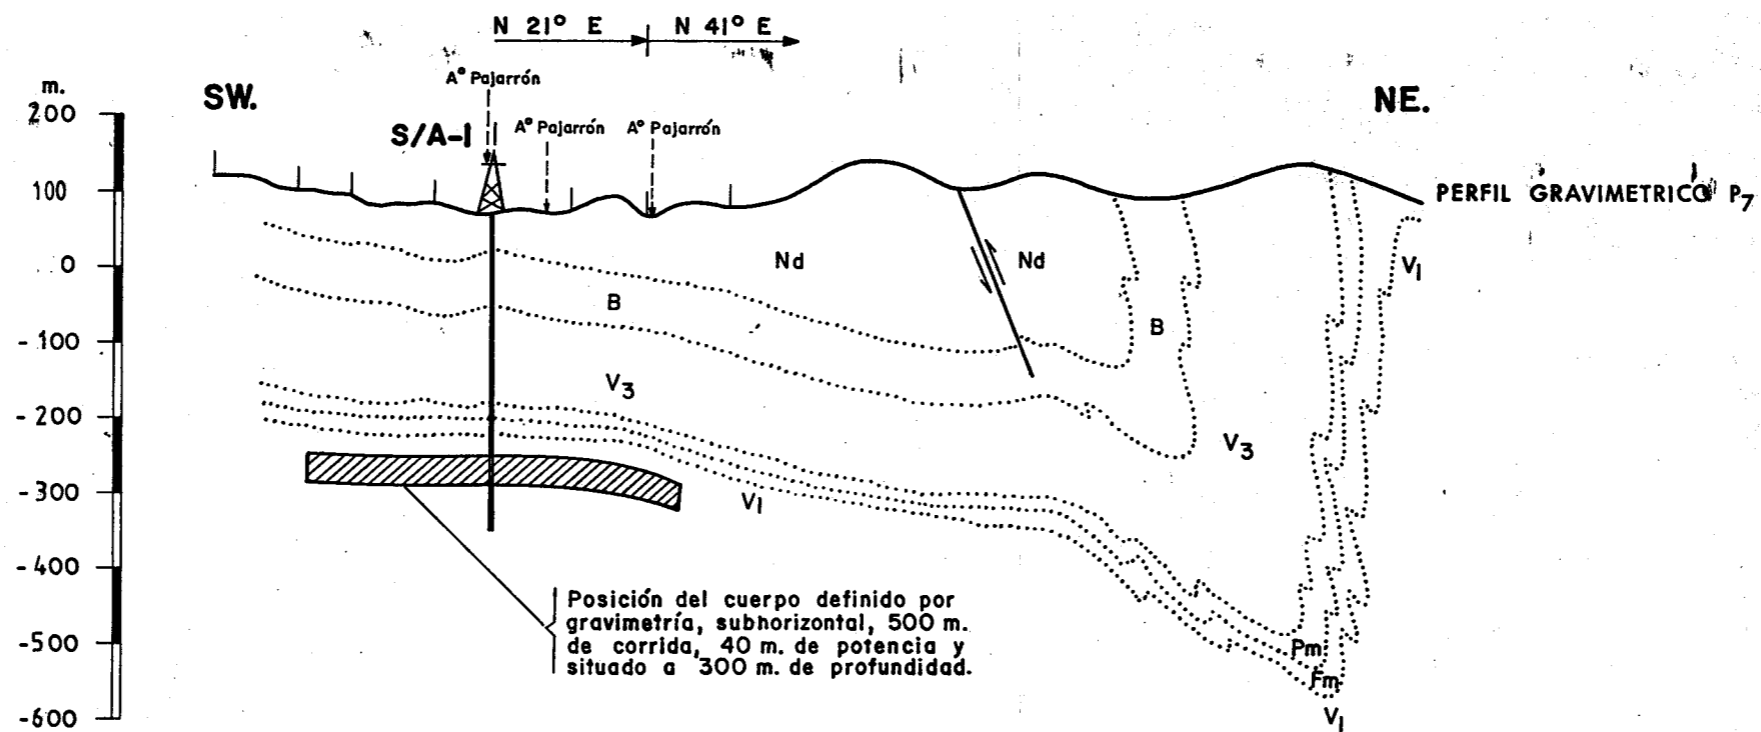 N 21° E N 41° E
m.
SW.
A° Pajarrón
NE.
200
S/A-1
A° Pajarrón
A° Pajarrón
100
PERFIL GRAVIMETRICO P7
0
Nd
Nd
V1
B
B
-100
V3
-200
V3
-300
V1
-400
Posición del cuerpo definido por
gravimetría, subhorizontal, 500 m.
de corrida, 40 m. de potencia y
situado a 300 m. de profundidad.
-500
Pm
Fm
-600
V1